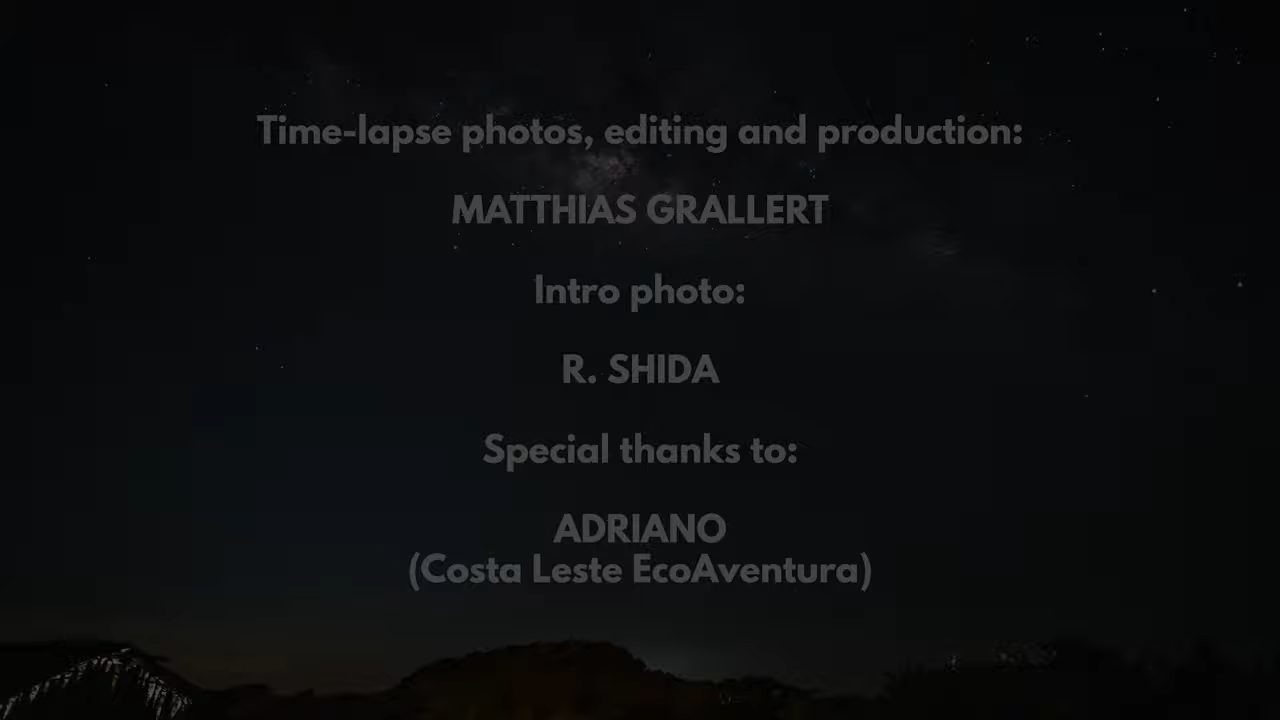 Time-lapse photos, editing and production:
MATTHIAS GRALLERT
Intro photo:
R. SHIDA
Special thanks to:
ADRIANO
(Costa Leste EcoAventura)